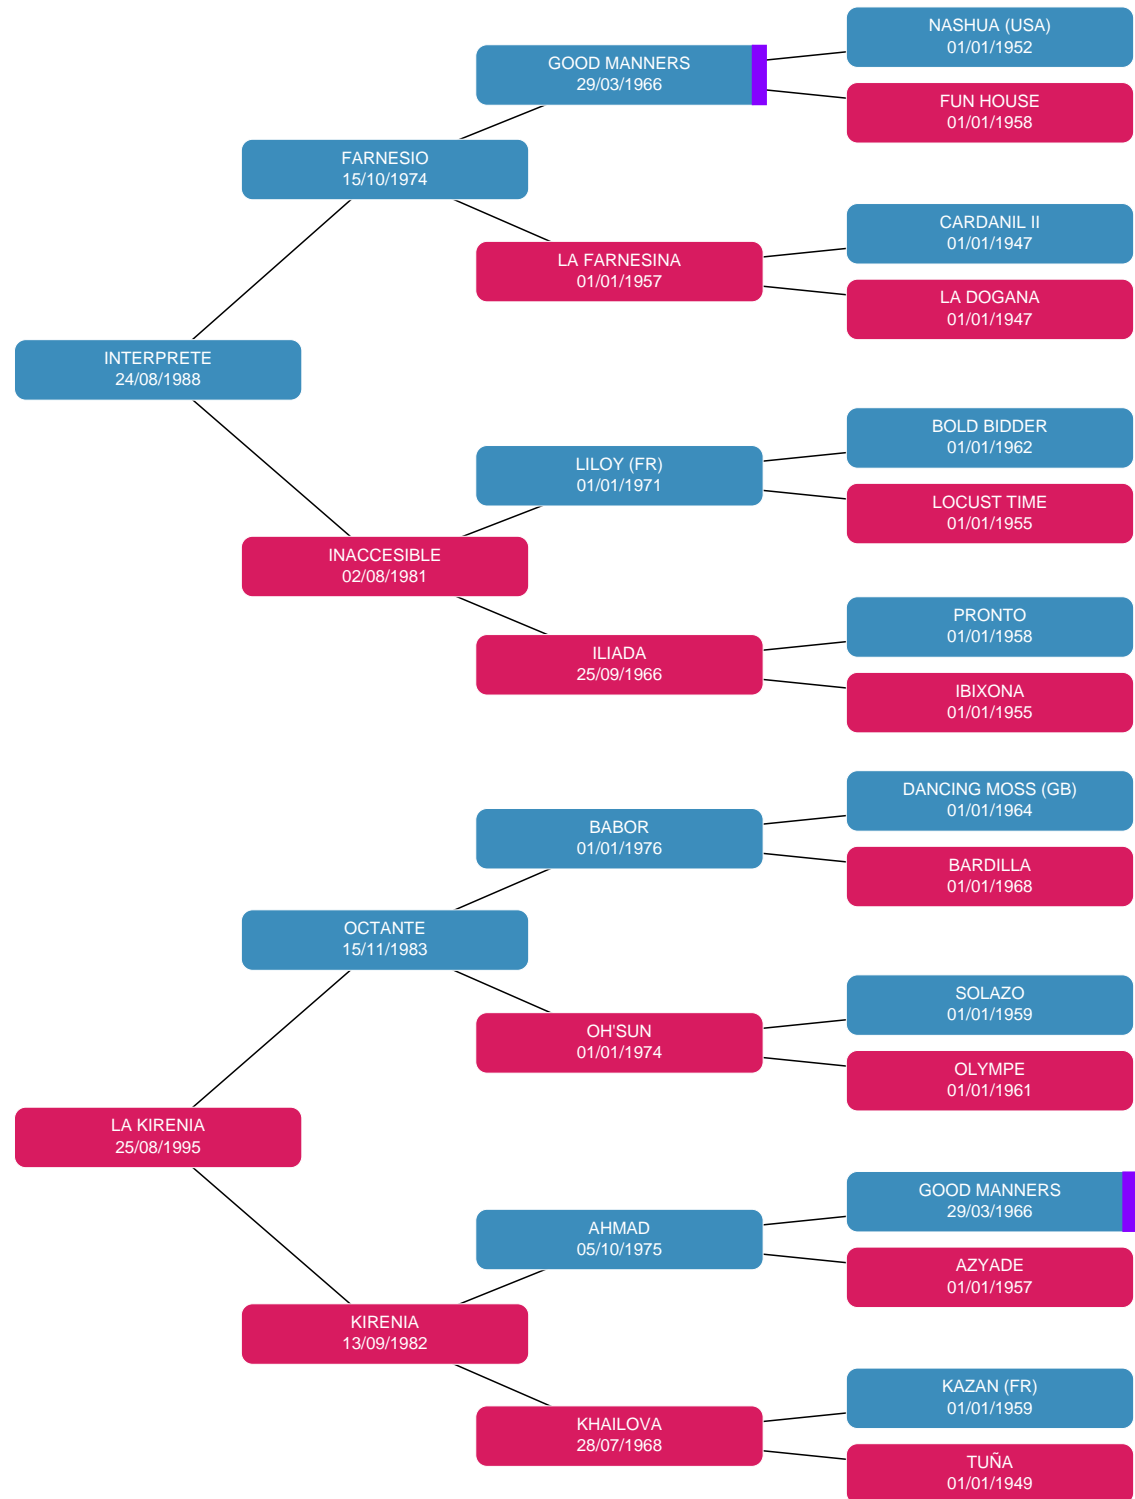 NASHUA (USA)
01/01/1952
GOOD MANNERS
29/03/1966
FUN HOUSE
01/01/1958
FARNESIO
15/10/1974
CARDANIL II
01/01/1947
LA FARNESINA
01/01/1957
LA DOGANA
01/01/1947
INTERPRETE
24/08/1988
BOLD BIDDER
01/01/1962
LILOY (FR)
01/01/1971
LOCUST TIME
01/01/1955
INACCESIBLE
02/08/1981
PRONTO
01/01/1958
ILIADA
25/09/1966
IBIXONA
01/01/1955
DANCING MOSS (GB)
01/01/1964
BABOR
01/01/1976
BARDILLA
01/01/1968
OCTANTE
15/11/1983
SOLAZO
01/01/1959
OH'SUN
01/01/1974
OLYMPE
01/01/1961
LA KIRENIA
25/08/1995
GOOD MANNERS
29/03/1966
AHMAD
05/10/1975
AZYADE
01/01/1957
KIRENIA
13/09/1982
KAZAN (FR)
01/01/1959
KHAILOVA
28/07/1968
TUÑA
01/01/1949